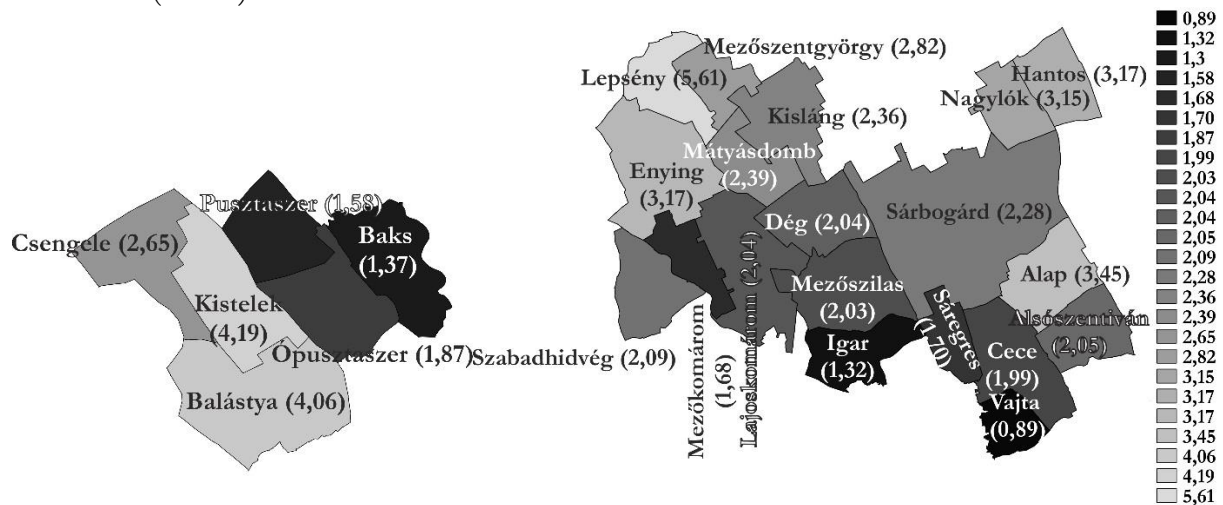 Csengele (2,65)
Pusztaszer (1,58)
Baks
(1,37)
Kistelek
(4,19)
Ópusztaszer (1,87)
Balástya (4,06)
Mezőszentgyörgy (2,82)
Lepsény (5,61)
Kisláng (2,36)
Hantos (3,17)
Nagylók (3,15)
Mátyásdomb
(2,39)
Enying
(3,17)
Dég (2,04)
Sárbogárd (2,28)
Alap (3,45)
Mezőszilas
(2,03)
Alsószentiván
(2,05)
Szabadhidvég (2,09)
Mezőkomárom
(1,68)
Lajoskomárom (2,04)
Igar
(1,32)
Sáregres
(1,70)
Cece
(1,99)
Vajta
(0,89)
0,89
1,32
1,3
1,58
1,68
1,70
1,87
1,99
2,03
2,04
2,04
2,05
2,09
2,28
2,36
2,39
2,65
2,82
3,15
3,17
3,17
3,45
4,06
4,19
5,61